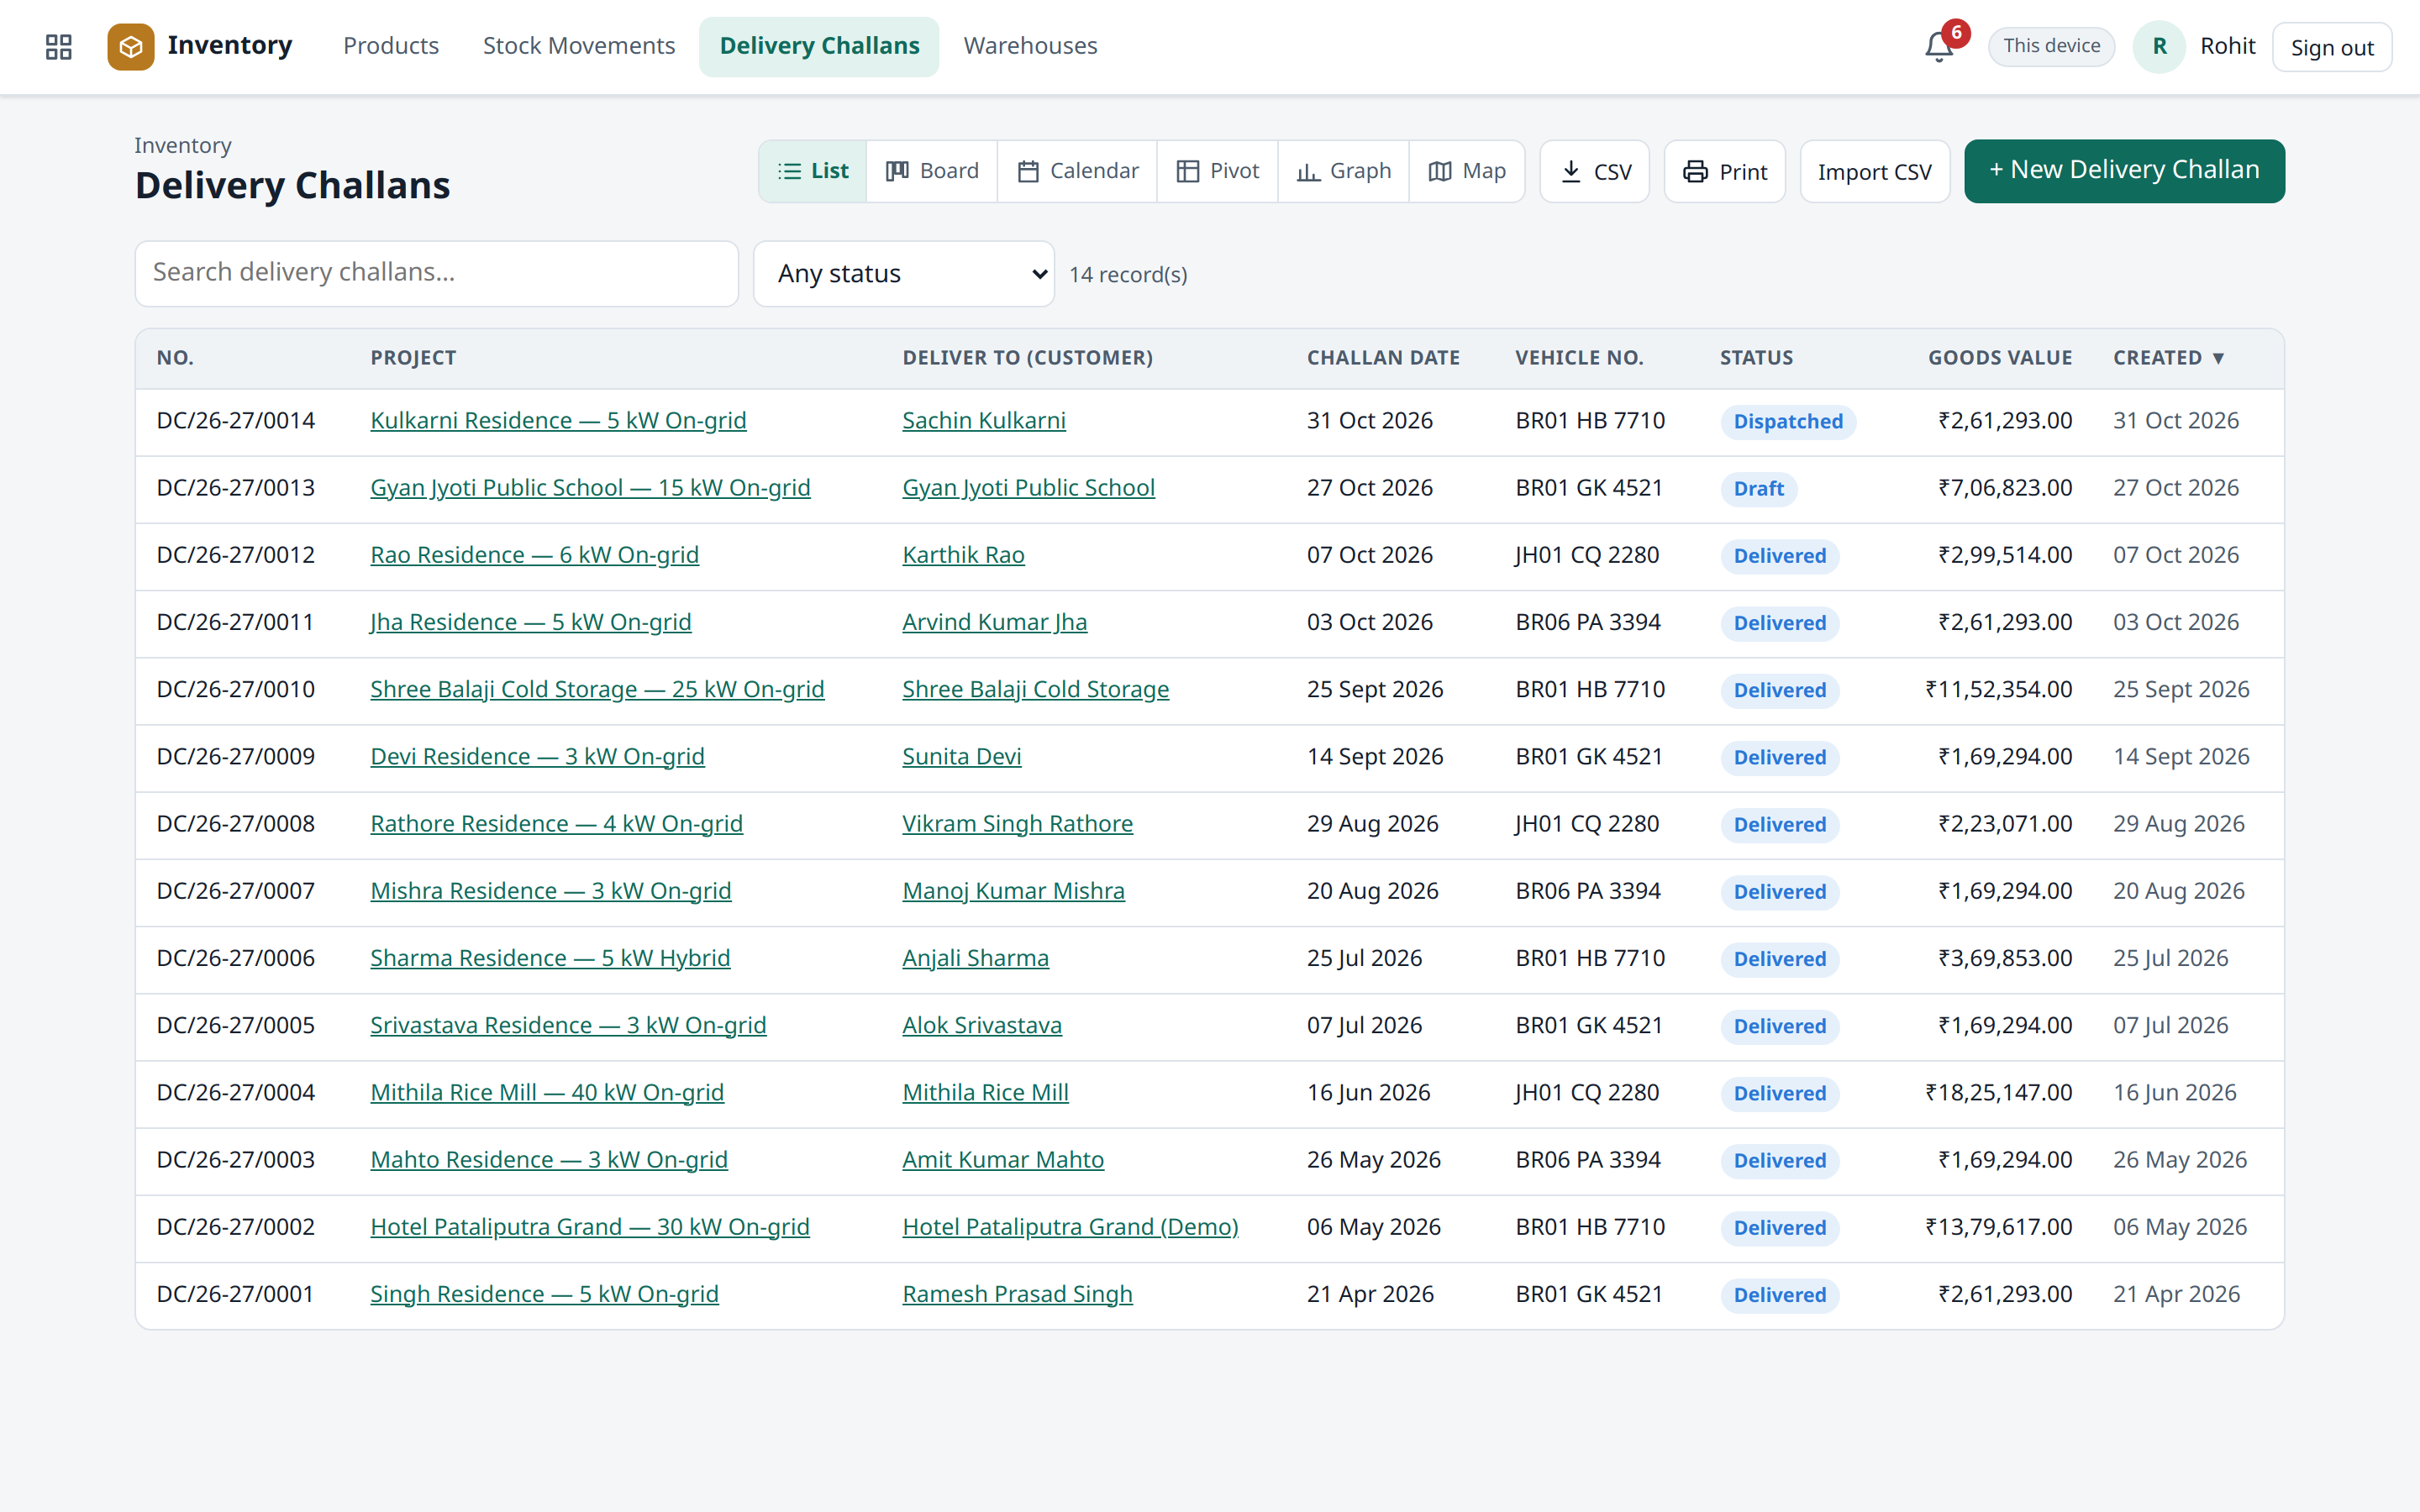 Inventory Products Stock Movements Delivery Challans Warehouses 6 This device R Rohit Sign out
Inventory
Delivery Challans
List Board Calendar Pivot Graph Map CSV Print Import CSV + New Delivery Challan
Search delivery challans... Any status 14 record(s)
NO. PROJECT DELIVER TO (CUSTOMER) CHALLAN DATE VEHICLE NO. STATUS GOODS VALUE CREATED ▼
DC/26-27/0014 Kulkarni Residence — 5 kW On-grid Sachin Kulkarni 31 Oct 2026 BR01 HB 7710 Dispatched ₹2,61,293.00 31 Oct 2026
DC/26-27/0013 Gyan Jyoti Public School — 15 kW On-grid Gyan Jyoti Public School 27 Oct 2026 BR01 GK 4521 Draft ₹7,06,823.00 27 Oct 2026
DC/26-27/0012 Rao Residence — 6 kW On-grid Karthik Rao 07 Oct 2026 JH01 CQ 2280 Delivered ₹2,99,514.00 07 Oct 2026
DC/26-27/0011 Jha Residence — 5 kW On-grid Arvind Kumar Jha 03 Oct 2026 BR06 PA 3394 Delivered ₹2,61,293.00 03 Oct 2026
DC/26-27/0010 Shree Balaji Cold Storage — 25 kW On-grid Shree Balaji Cold Storage 25 Sept 2026 BR01 HB 7710 Delivered ₹11,52,354.00 25 Sept 2026
DC/26-27/0009 Devi Residence — 3 kW On-grid Sunita Devi 14 Sept 2026 BR01 GK 4521 Delivered ₹1,69,294.00 14 Sept 2026
DC/26-27/0008 Rathore Residence — 4 kW On-grid Vikram Singh Rathore 29 Aug 2026 JH01 CQ 2280 Delivered ₹2,23,071.00 29 Aug 2026
DC/26-27/0007 Mishra Residence — 3 kW On-grid Manoj Kumar Mishra 20 Aug 2026 BR06 PA 3394 Delivered ₹1,69,294.00 20 Aug 2026
DC/26-27/0006 Sharma Residence — 5 kW Hybrid Anjali Sharma 25 Jul 2026 BR01 HB 7710 Delivered ₹3,69,853.00 25 Jul 2026
DC/26-27/0005 Srivastava Residence — 3 kW On-grid Alok Srivastava 07 Jul 2026 BR01 GK 4521 Delivered ₹1,69,294.00 07 Jul 2026
DC/26-27/0004 Mithila Rice Mill — 40 kW On-grid Mithila Rice Mill 16 Jun 2026 JH01 CQ 2280 Delivered ₹18,25,147.00 16 Jun 2026
DC/26-27/0003 Mahto Residence — 3 kW On-grid Amit Kumar Mahto 26 May 2026 BR06 PA 3394 Delivered ₹1,69,294.00 26 May 2026
DC/26-27/0002 Hotel Pataliputra Grand — 30 kW On-grid Hotel Pataliputra Grand (Demo) 06 May 2026 BR01 HB 7710 Delivered ₹13,79,617.00 06 May 2026
DC/26-27/0001 Singh Residence — 5 kW On-grid Ramesh Prasad Singh 21 Apr 2026 BR01 GK 4521 Delivered ₹2,61,293.00 21 Apr 2026